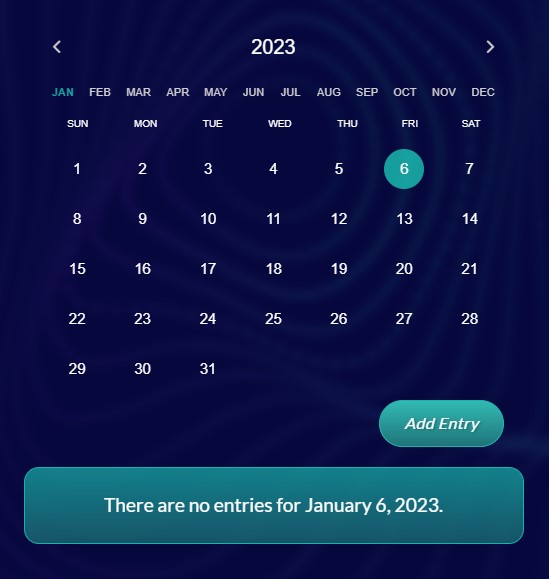 2023
JAN FEB MAR APR MAY JUN JUL AUG SEP OCT NOV DEC
SUN MON TUE WED THU FRI SAT
1 2 3 4 5 6 7
8 9 10 11 12 13 14
15 16 17 18 19 20 21
22 23 24 25 26 27 28
29 30 31
Add Entry
There are no entries for January 6, 2023.